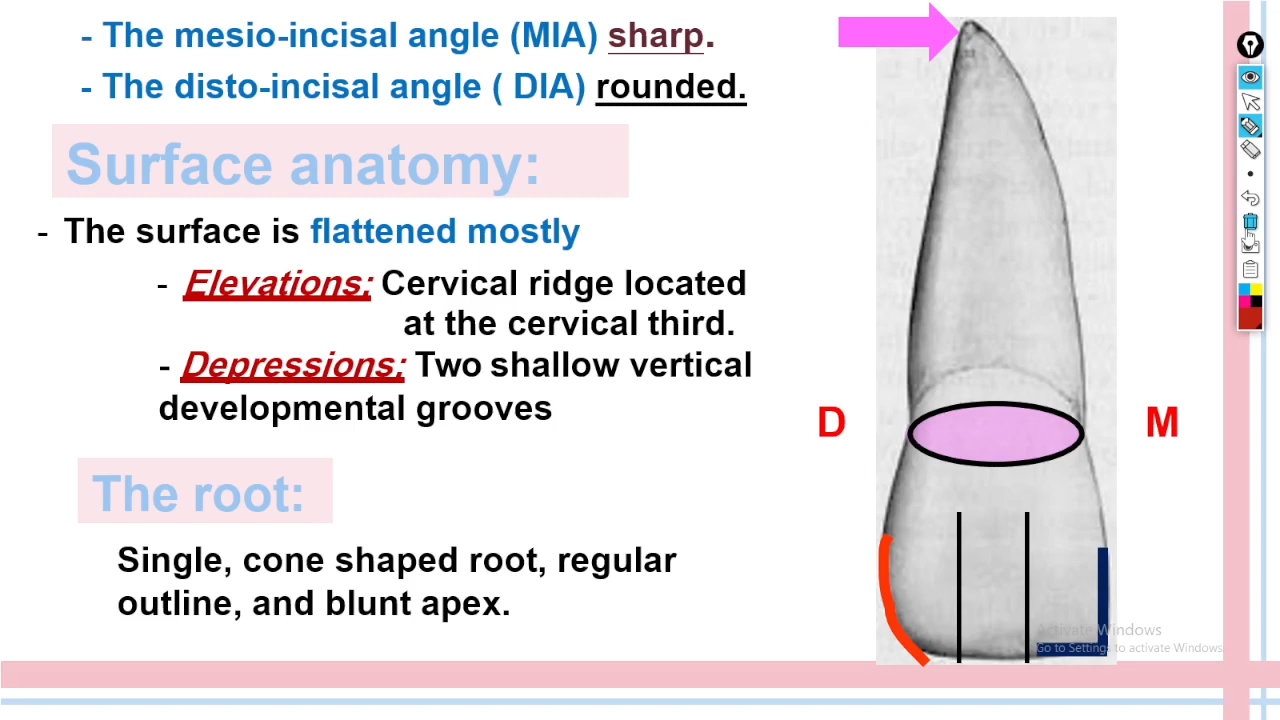 - The mesio-incisal angle (MIA) sharp.
- The disto-incisal angle ( DIA) rounded.
Surface anatomy:
- The surface is flattened mostly
- Elevations: Cervical ridge located
at the cervical third.
- Depressions: Two shallow vertical
developmental grooves
D
M
The root:
Single, cone shaped root, regular
outline, and blunt apex.
Activate Windows
Go to Settings to activate Windows.